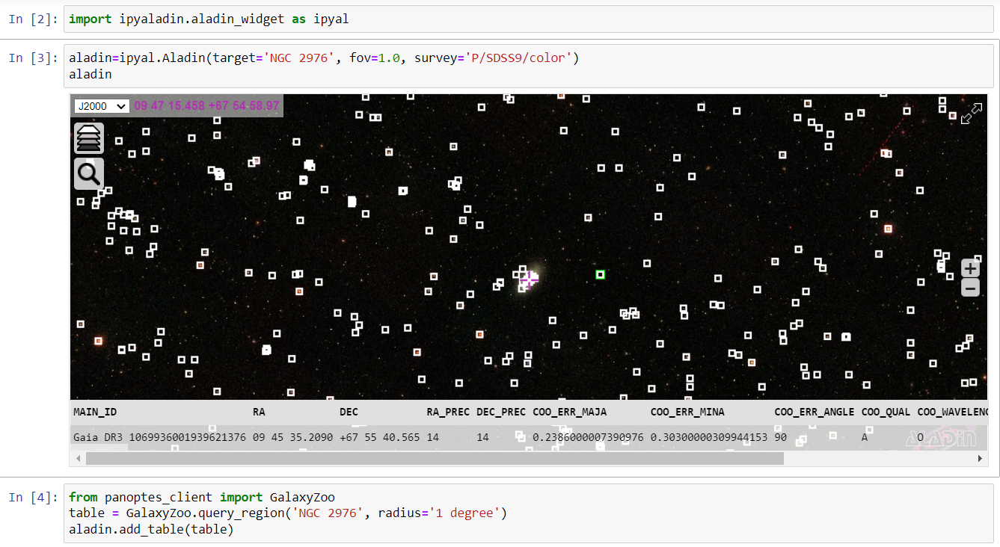 In [2]: import ipyaladin.aladin_widget as ipyal
In [3]: aladin=ipyal.Aladin(target='NGC 2976', fov=1.0, survey='P/SDSS9/color')
aladin
J2000 09 47 15.458 +67 54 58.97
MAIN_ID RA DEC RA_PREC DEC_PREC COO_ERR_MAJA COO_ERR_MINA COO_ERR_ANGLE COO_QUAL COO_WAVELENG
Gaia DR3 1069936001939621376 09 45 35.2090 +67 55 40.565 14 14 0.2386000007390976 0.30300000309944153 90 A O
ALADIN
In [4]: from panoptes_client import GalaxyZoo
table = GalaxyZoo.query_region('NGC 2976', radius='1 degree')
aladin.add_table(table)